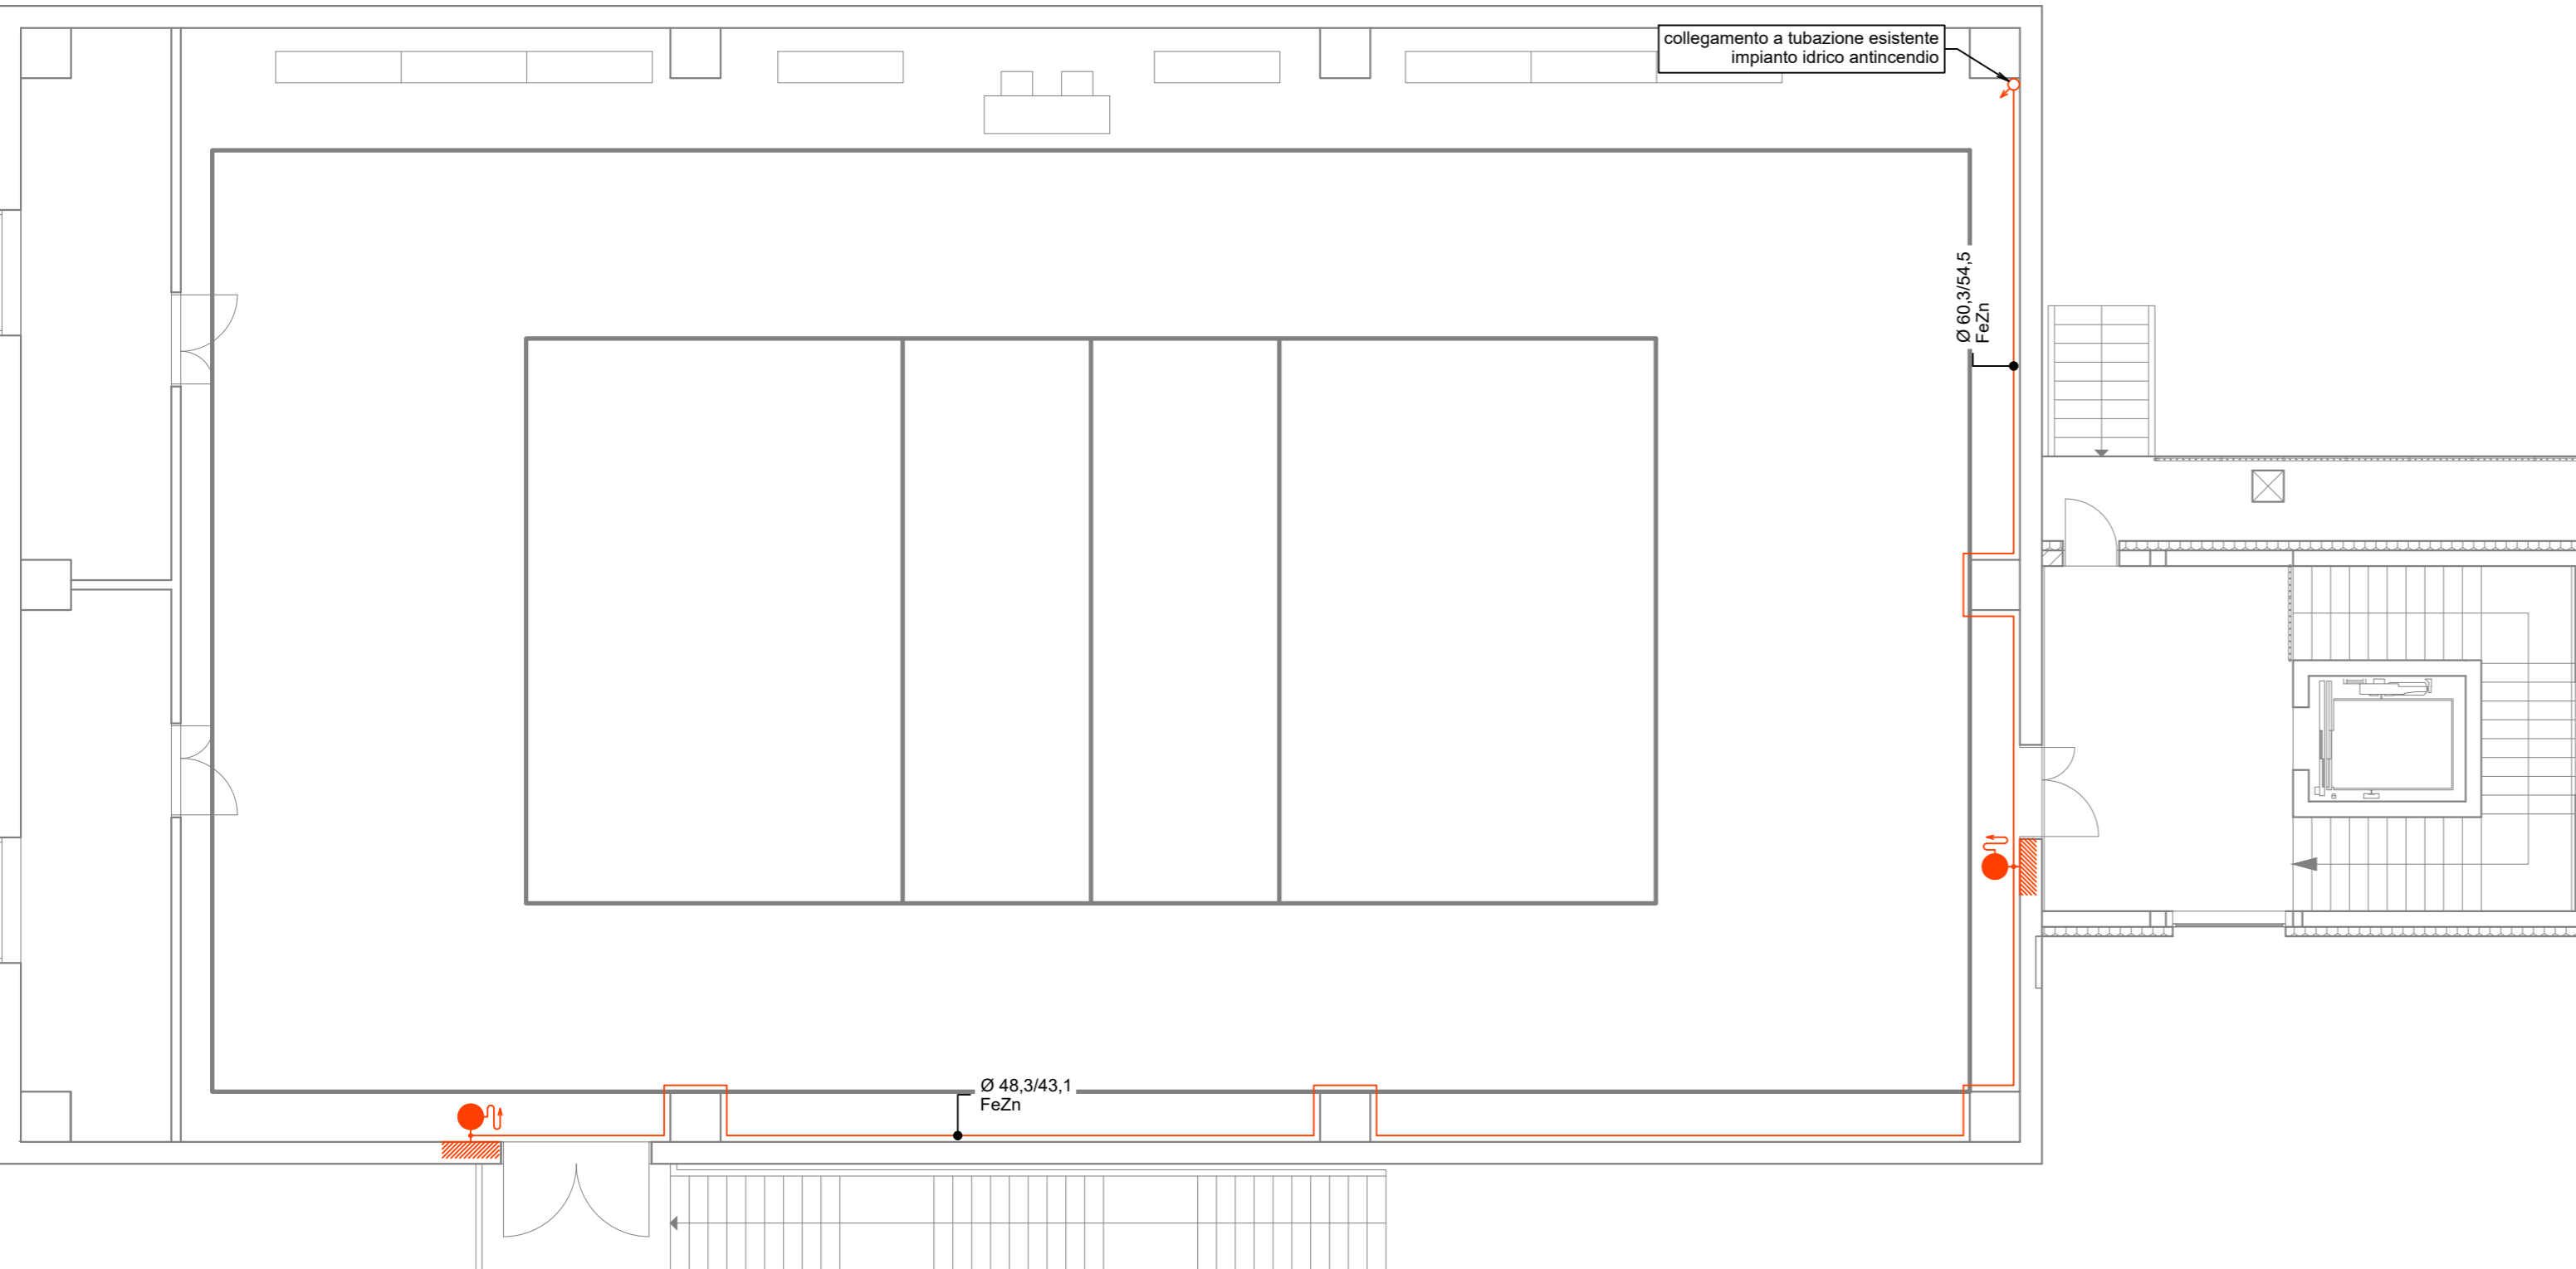 collegamento a tubazione esistente
impianto idrico antincendio
Ø 60,3/54,5
FeZn
Ø 48,3/43,1
FeZn